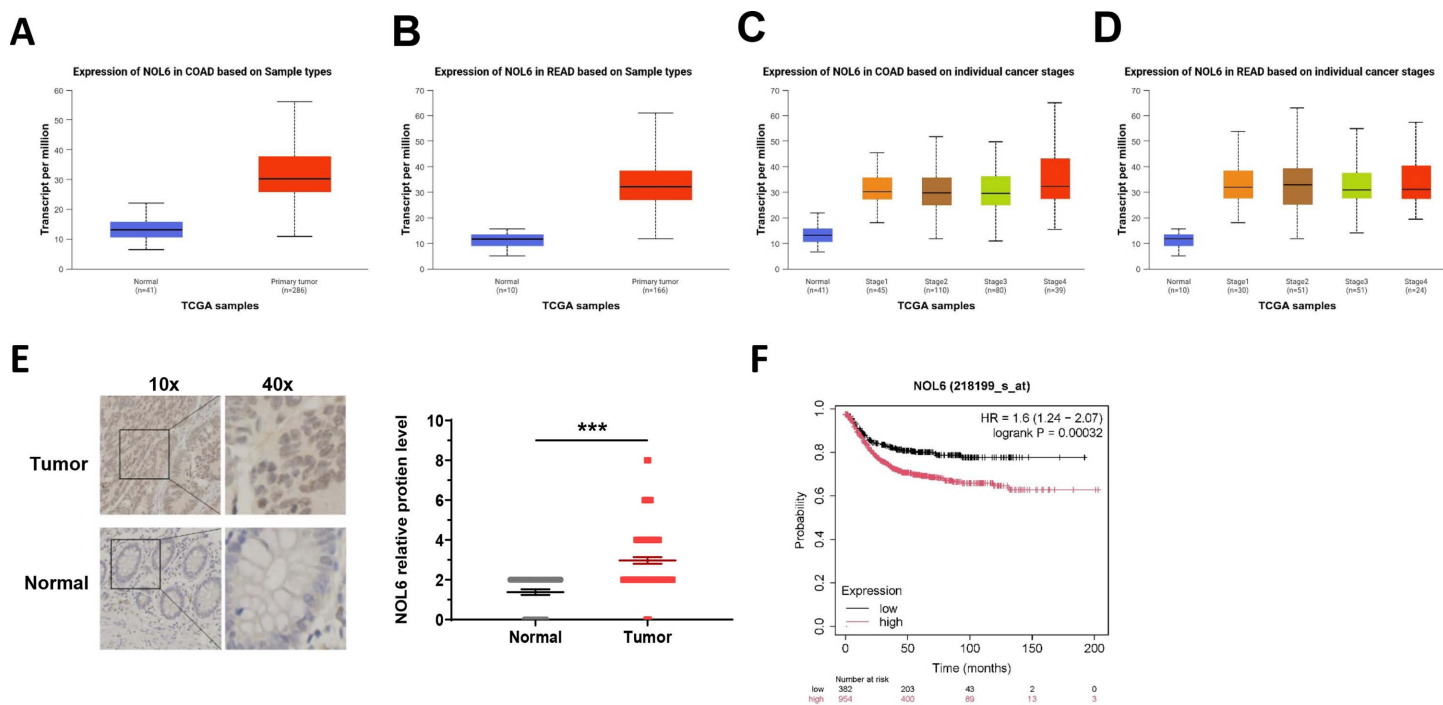 A
Expression of NOL6 in COAD based on Sample types
Transcript per million
60
50
40
30
20
10
0
Normal
(n=41)
Primary tumor
(n=286)
TCGA samples
B
Expression of NOL6 in READ based on Sample types
Transcript per million
70
60
50
40
30
20
10
0
Normal
(n=10)
Primary tumor
(n=166)
TCGA samples
C
Expression of NOL6 in COAD based on individual cancer stages
Transcript per million
70
60
50
40
30
20
10
0
Normal
(n=41)
Stage1
(n=45)
Stage2
(n=110)
Stage3
(n=80)
Stage4
(n=39)
TCGA samples
D
Expression of NOL6 in READ based on individual cancer stages
Transcript per million
70
60
50
40
30
20
10
0
Normal
(n=10)
Stage1
(n=30)
Stage2
(n=51)
Stage3
(n=51)
Stage4
(n=24)
TCGA samples
E
10x 40x
Tumor
Normal
NOL6 relative protien level
10
8
6
4
2
0
***
Normal Tumor
F
NOL6 (218199_s_at)
HR = 1.6 (1.24 − 2.07)
logrank P = 0.00032
Probability
1.0
0.8
0.6
0.4
0.2
0.0
Expression
low
high
0 50 100 150 200
Time (months)
Number at risk
low 382 203 43 2 0
high 954 400 89 13 3